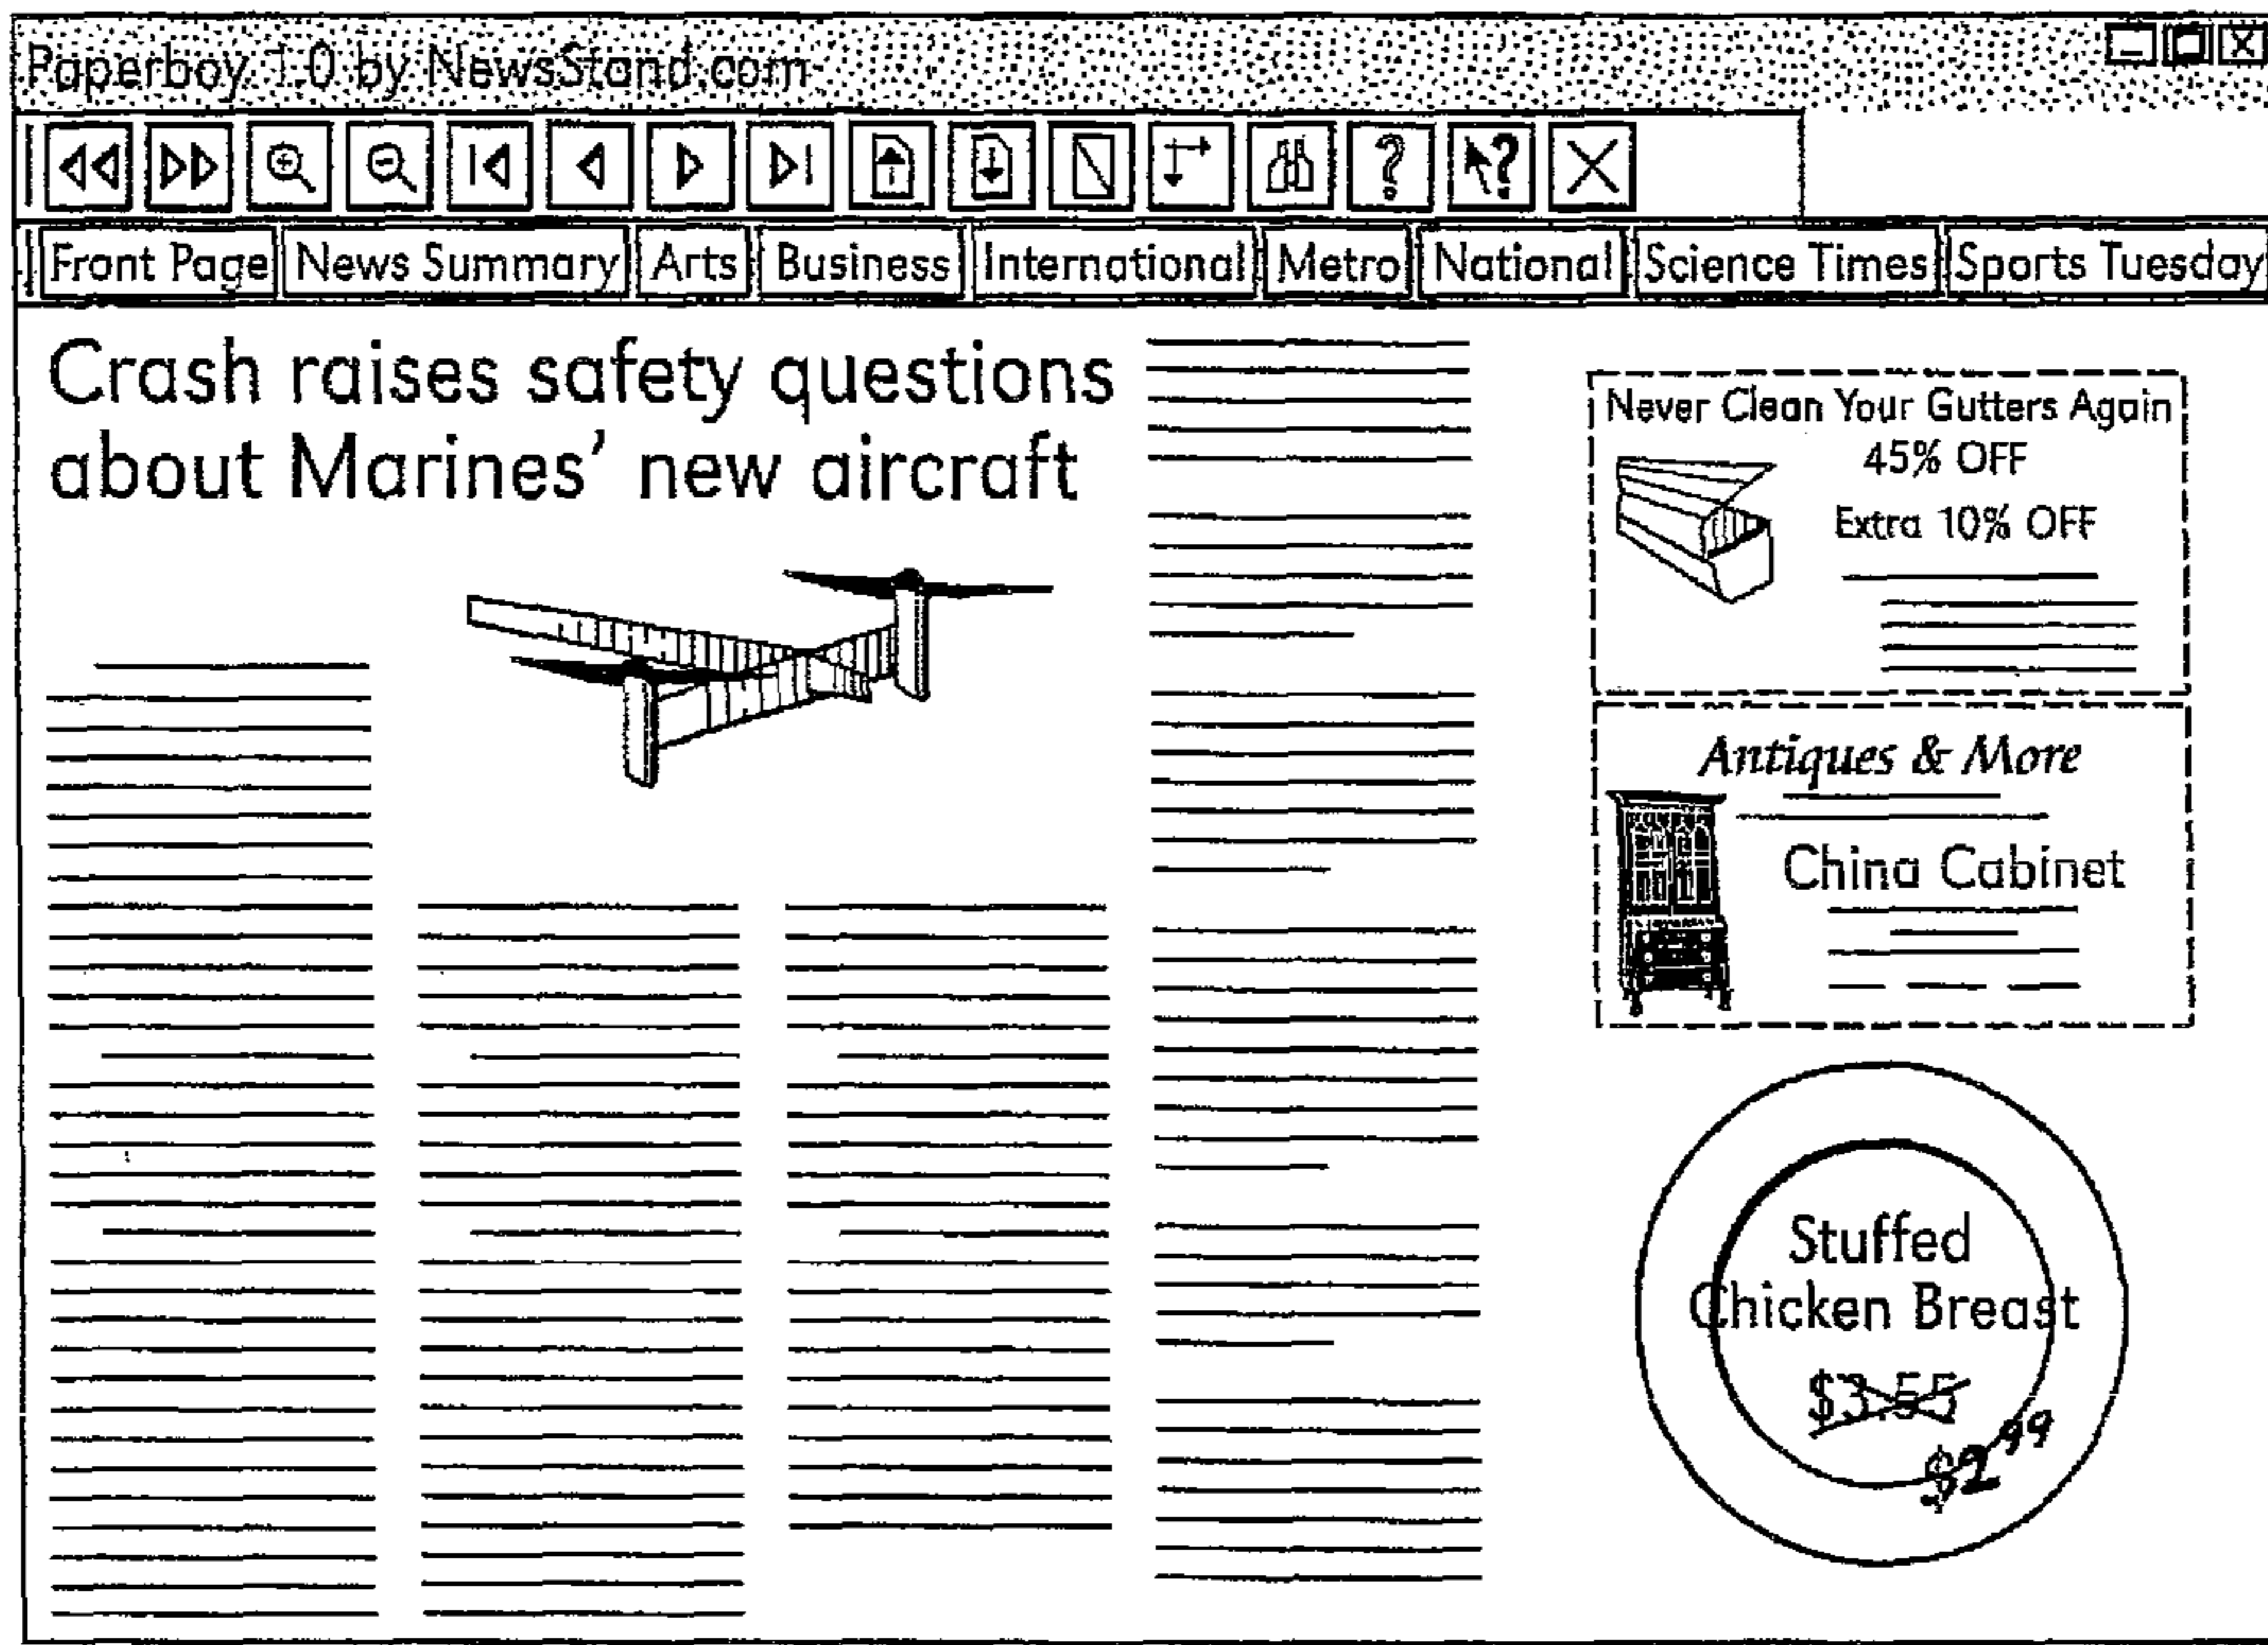 Paperboy 1.0 by NewsStand.com
Front Page News Summary Arts Business International Metro National Science Times Sports Tuesday
Crash raises safety questions
about Marines' new aircraft
Never Clean Your Gutters Again
45% OFF
Extra 10% OFF
Antiques & More
China Cabinet
Stuffed
Chicken Breast
$3.55
$2.99